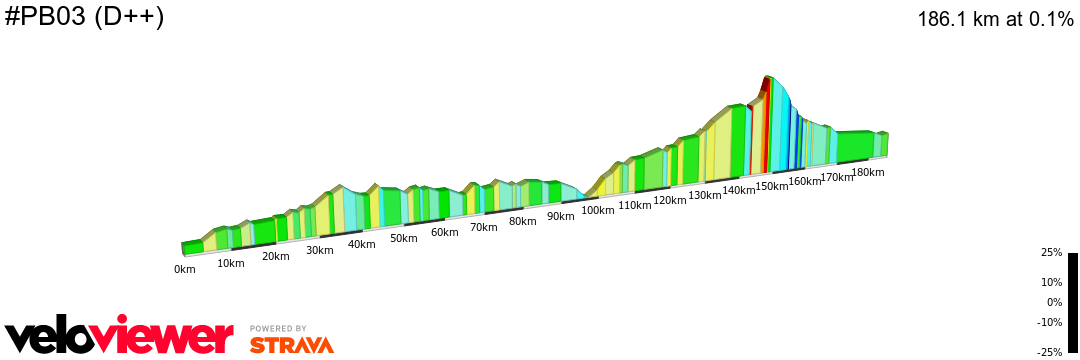 #PB03 (D++)
186.1 km at 0.1%
0km
10km
20km
30km
40km
50km
60km
70km
80km
90km
100km
110km
120km
130km
140km
150km
160km
170km
180km
25%
10%
0%
-10%
-25%
veloviewer
POWERED BY
STRAVA